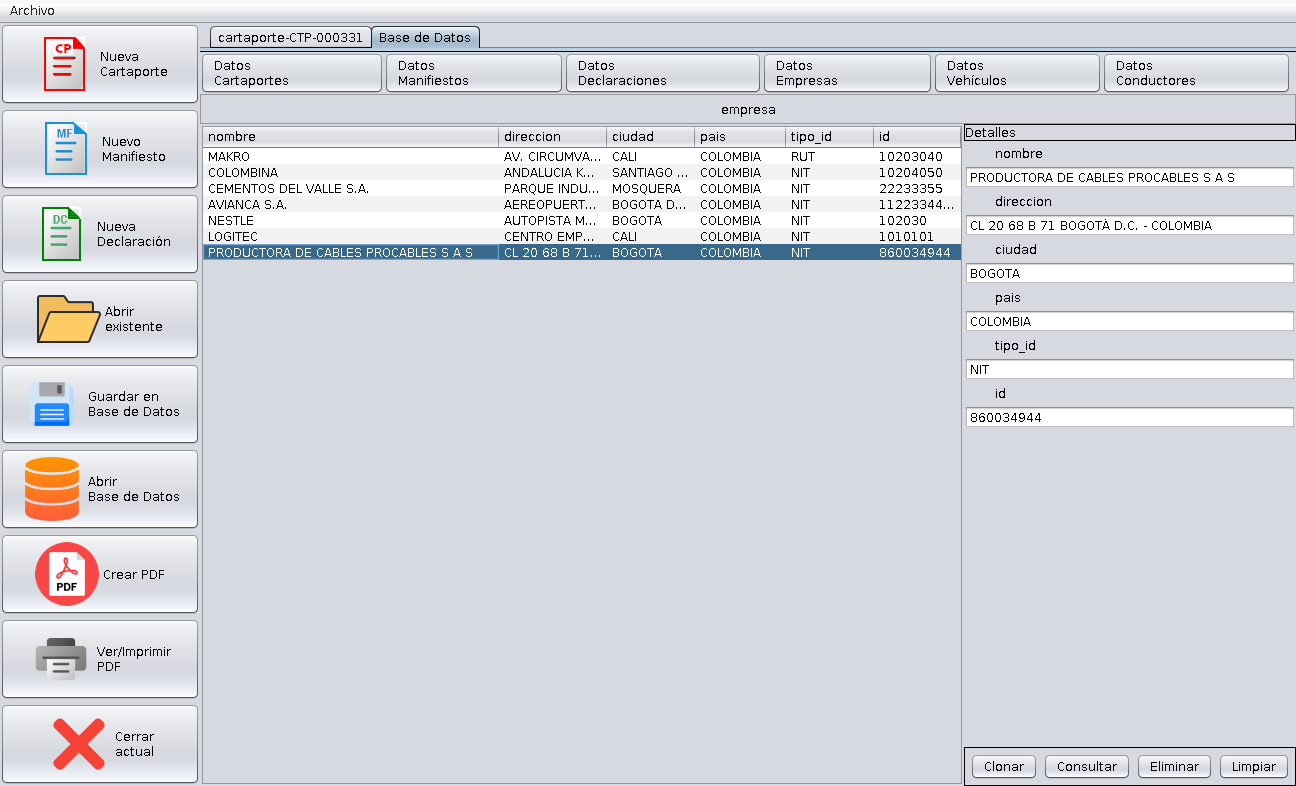 Archivo
CP
Nueva
Cartaporte
MF
Nuevo
Manifiesto
DC
Nueva
Declaración
Abrir
existente
Guardar en
Base de Datos
Abrir
Base de Datos
PDF
Crear PDF
Ver/Imprimir
PDF
Cerrar
actual
cartaporte-CTP-000331 Base de Datos
Datos
Cartaportes
Datos
Manifiestos
Datos
Declaraciones
Datos
Empresas
Datos
Vehículos
Datos
Conductores
empresa
nombre direccion ciudad pais tipo_id id
MAKRO AV. CIRCUMVA... CALI COLOMBIA RUT 10203040
COLOMBINA ANDALUCIA K... SANTIAGO ... COLOMBIA NIT 10204050
CEMENTOS DEL VALLE S.A. PARQUE INDU... MOSQUERA COLOMBIA NIT 22233355
AVIANCA S.A. AEREOPUERT... BOGOTA D... COLOMBIA NIT 11223344...
NESTLE AUTOPISTA M... BOGOTA COLOMBIA NIT 102030
LOGITEC CENTRO EMP... CALI COLOMBIA NIT 1010101
PRODUCTORA DE CABLES PROCABLES S A S CL 20 68 B 71... BOGOTA COLOMBIA NIT 860034944
Detalles
nombre
PRODUCTORA DE CABLES PROCABLES S A S
direccion
CL 20 68 B 71 BOGOTÀ D.C. - COLOMBIA
ciudad
BOGOTA
pais
COLOMBIA
tipo_id
NIT
id
860034944
Clonar Consultar Eliminar Limpiar